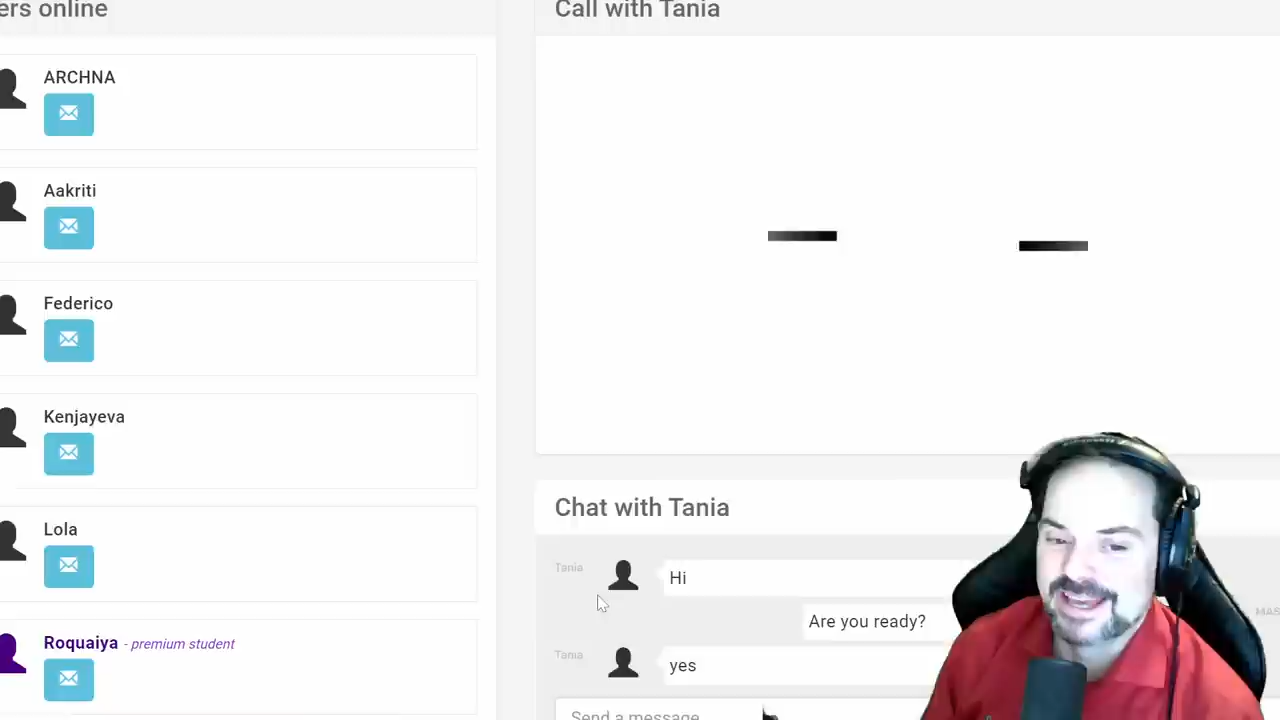 ers online
ARCHNA
Aakriti
Federico
Kenjayeva
Lola
Roquaiya - premium student
Call with Tania
Chat with Tania
Tania
Hi
Are you ready?
MAS
Tania
yes
Send a message